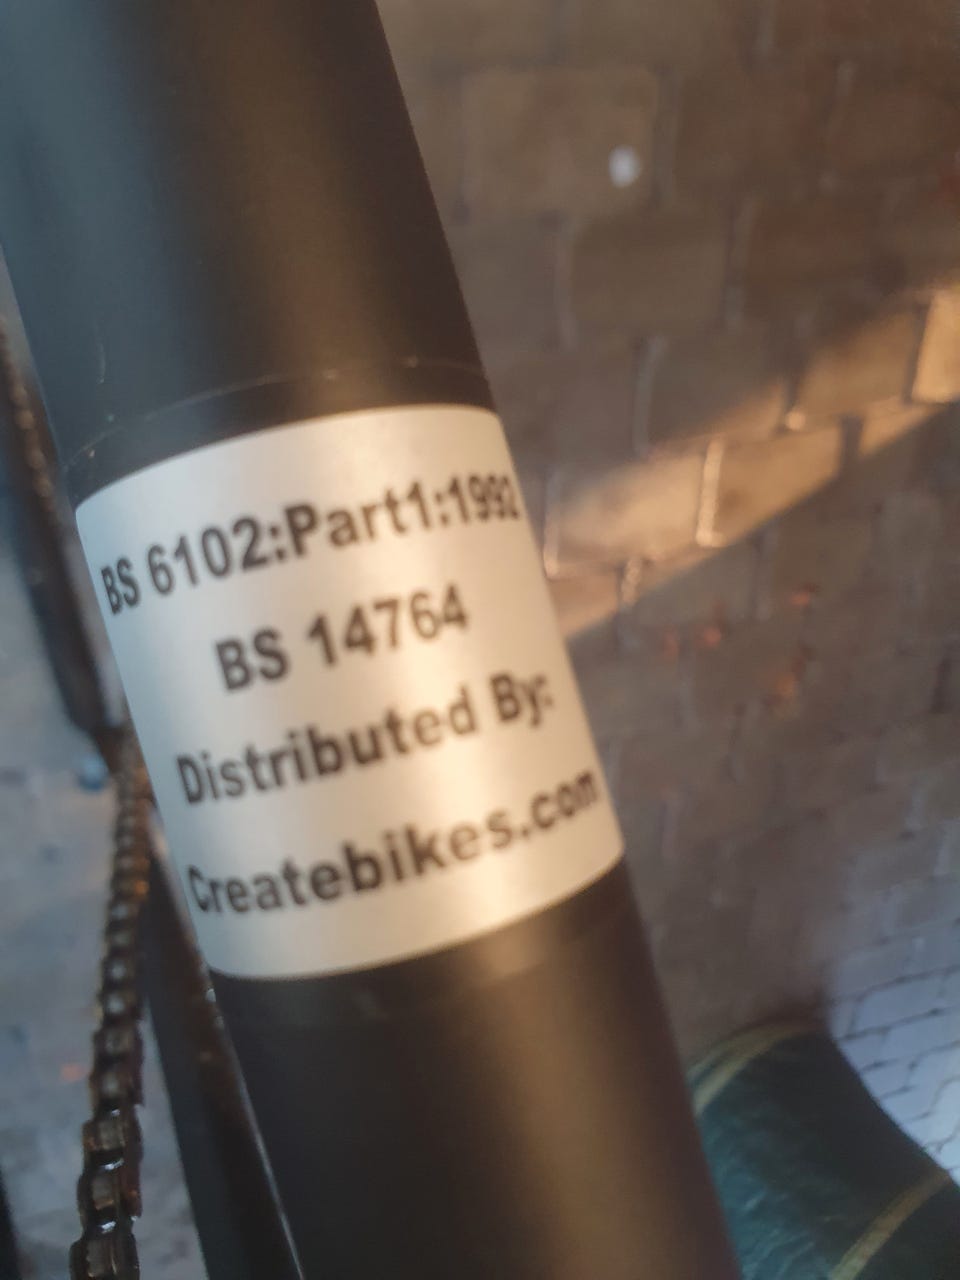 BS 6102:Part1:1992
BS 14764
Distributed By:
Createbikes.com